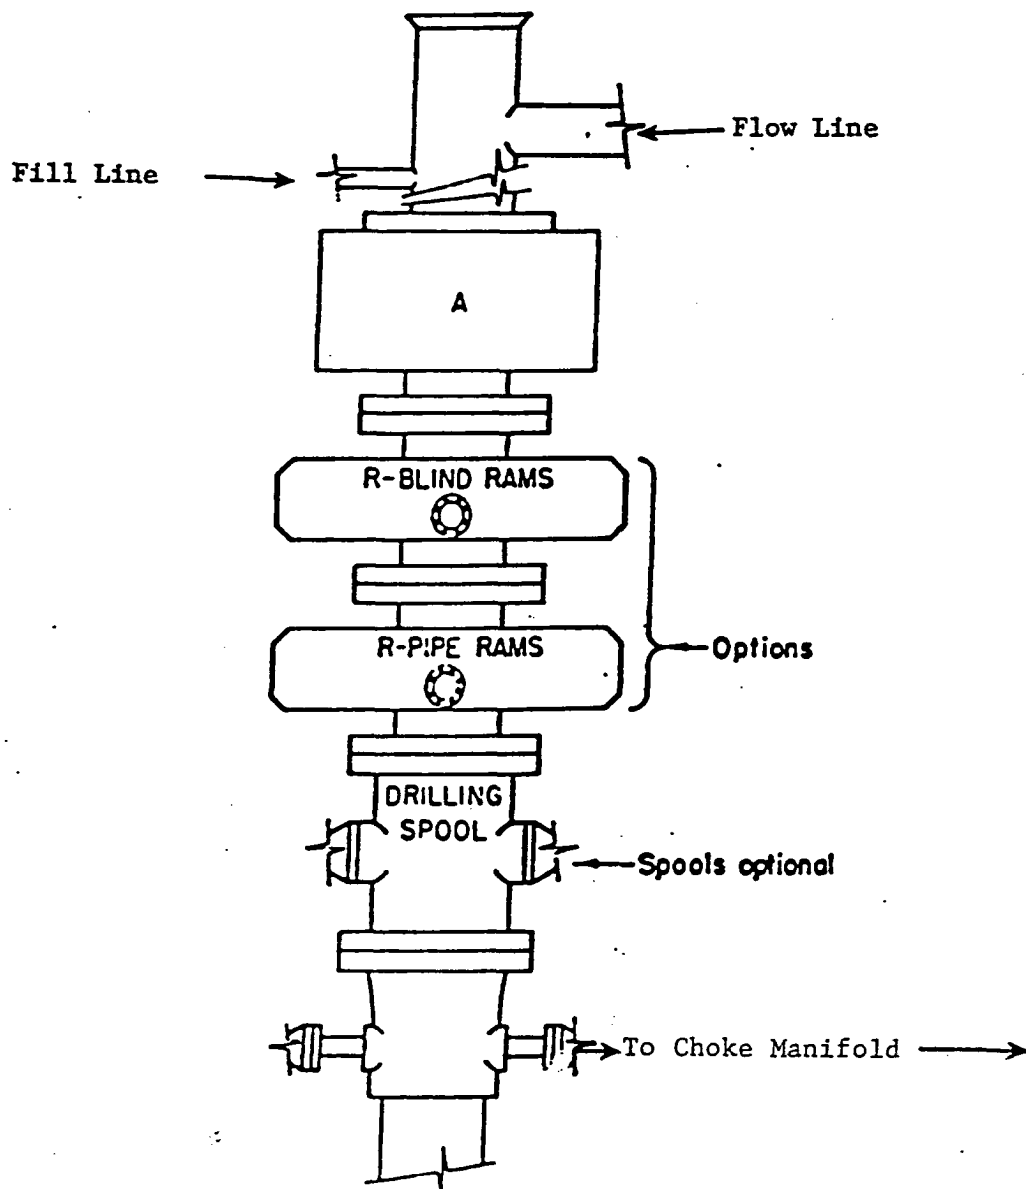 Flow Line
Fill Line
A
R-BLIND RAMS
R-PIPE RAMS
Options
DRILLING
SPOOL
Spools optional
To Choke Manifold